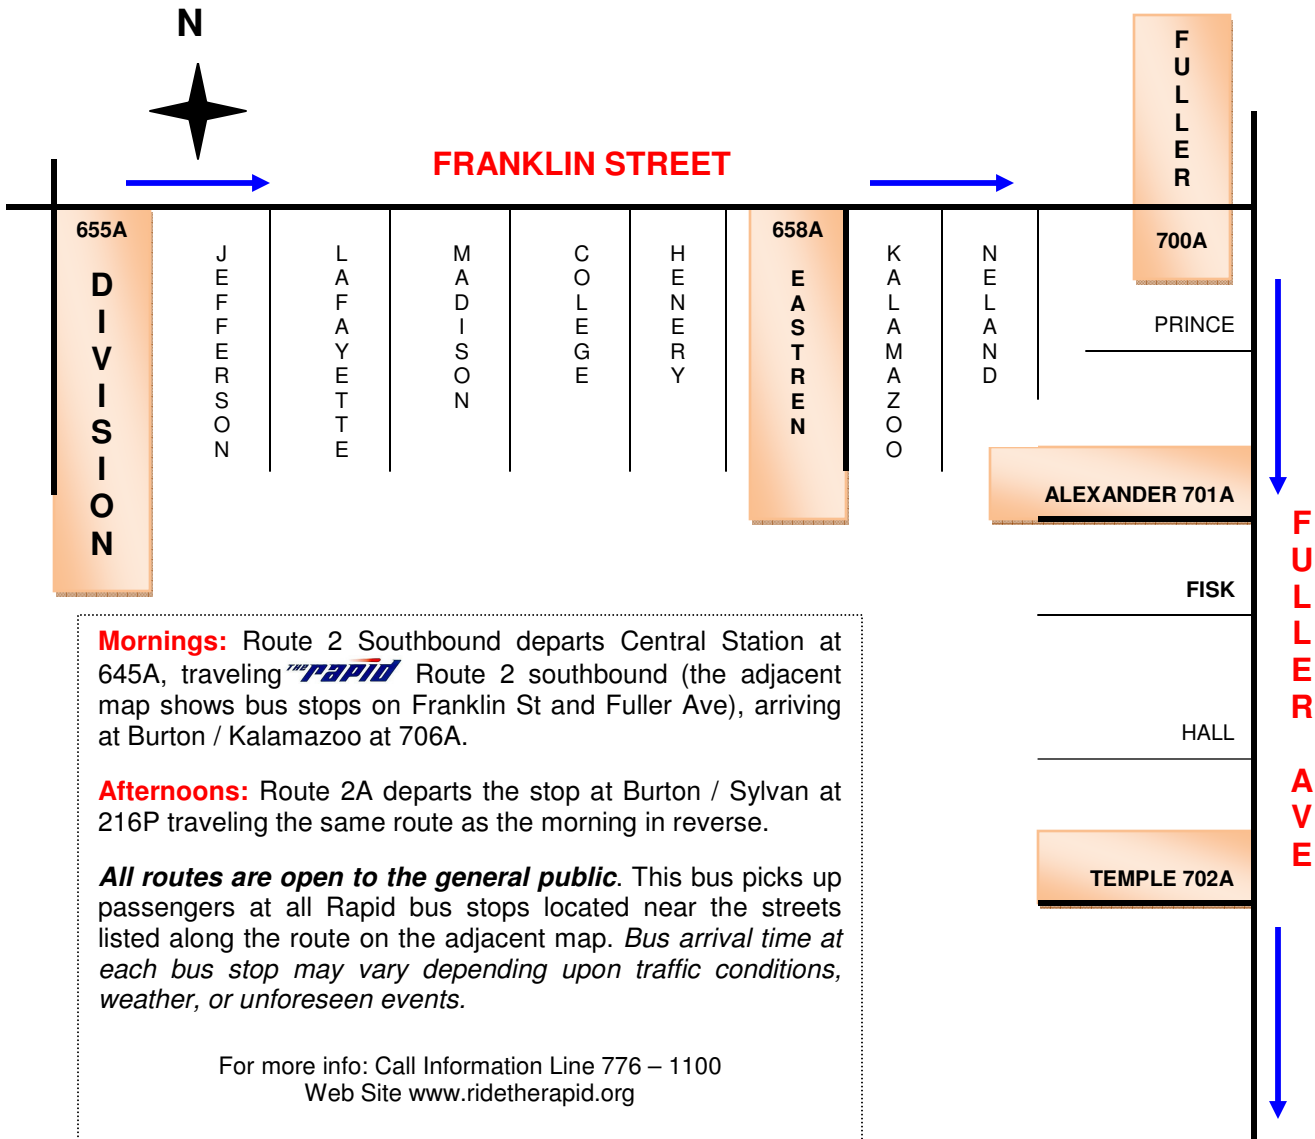 N
FULLER
FRANKLIN STREET
655A
DIVISION
JEFFERSON
LAFAYETTE
MADISON
COLEGE
HENERY
658A
EASTREN
KALAMAZOO
NELAND
700A
PRINCE
ALEXANDER 701A
FISK
HALL
TEMPLE 702A
FULLER AVE
Mornings: Route 2 Southbound departs Central Station at
645A, traveling THE rapid Route 2 southbound (the adjacent
map shows bus stops on Franklin St and Fuller Ave), arriving
at Burton / Kalamazoo at 706A.
Afternoons: Route 2A departs the stop at Burton / Sylvan at
216P traveling the same route as the morning in reverse.
All routes are open to the general public. This bus picks up
passengers at all Rapid bus stops located near the streets
listed along the route on the adjacent map. Bus arrival time at
each bus stop may vary depending upon traffic conditions,
weather, or unforeseen events.
For more info: Call Information Line 776 – 1100
Web Site www.ridetherapid.org